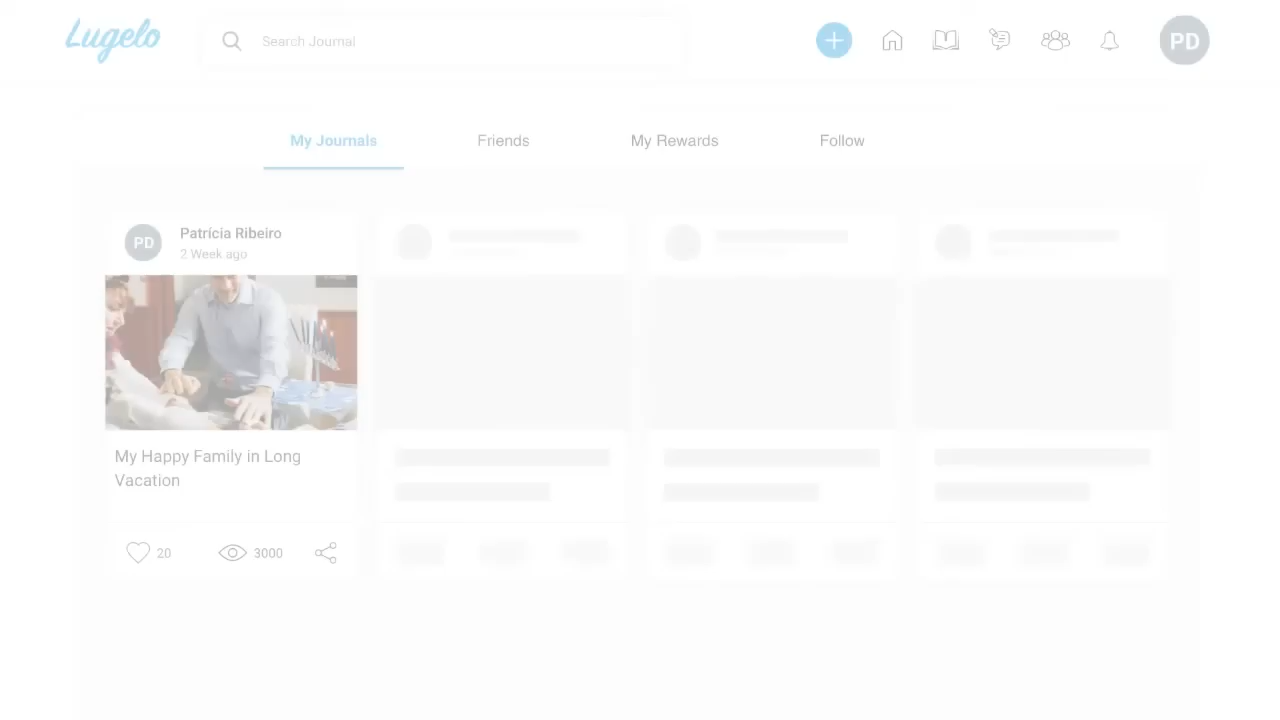 Lugelo
Search Journal
PD
My Journals
Friends
My Rewards
Follow
PD
Patrícia Ribeiro
2 Week ago
My Happy Family in Long
Vacation
20
3000